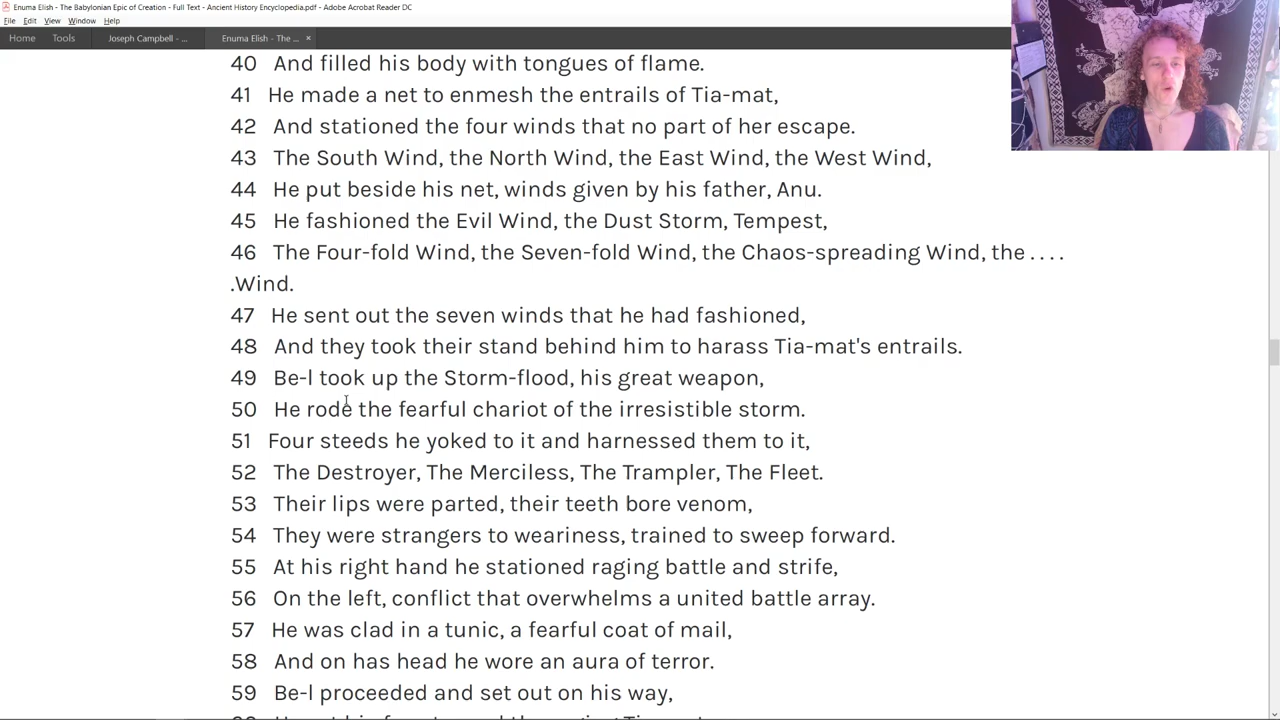 Enuma Elish - The Babylonian Epic of Creation - Full Text - Ancient History Encyclopedia.pdf - Adobe Acrobat Reader DC
File Edit View Window Help
Home Tools Joseph Campbell - ... Enuma Elish - The ... ×
40 And filled his body with tongues of flame.
41 He made a net to enmesh the entrails of Tia-mat,
42 And stationed the four winds that no part of her escape.
43 The South Wind, the North Wind, the East Wind, the West Wind,
44 He put beside his net, winds given by his father, Anu.
45 He fashioned the Evil Wind, the Dust Storm, Tempest,
46 The Four-fold Wind, the Seven-fold Wind, the Chaos-spreading Wind, the . . . .
.Wind.
47 He sent out the seven winds that he had fashioned,
48 And they took their stand behind him to harass Tia-mat's entrails.
49 Be-l took up the Storm-flood, his great weapon,
50 He rode the fearful chariot of the irresistible storm.
51 Four steeds he yoked to it and harnessed them to it,
52 The Destroyer, The Merciless, The Trampler, The Fleet.
53 Their lips were parted, their teeth bore venom,
54 They were strangers to weariness, trained to sweep forward.
55 At his right hand he stationed raging battle and strife,
56 On the left, conflict that overwhelms a united battle array.
57 He was clad in a tunic, a fearful coat of mail,
58 And on has head he wore an aura of terror.
59 Be-l proceeded and set out on his way,